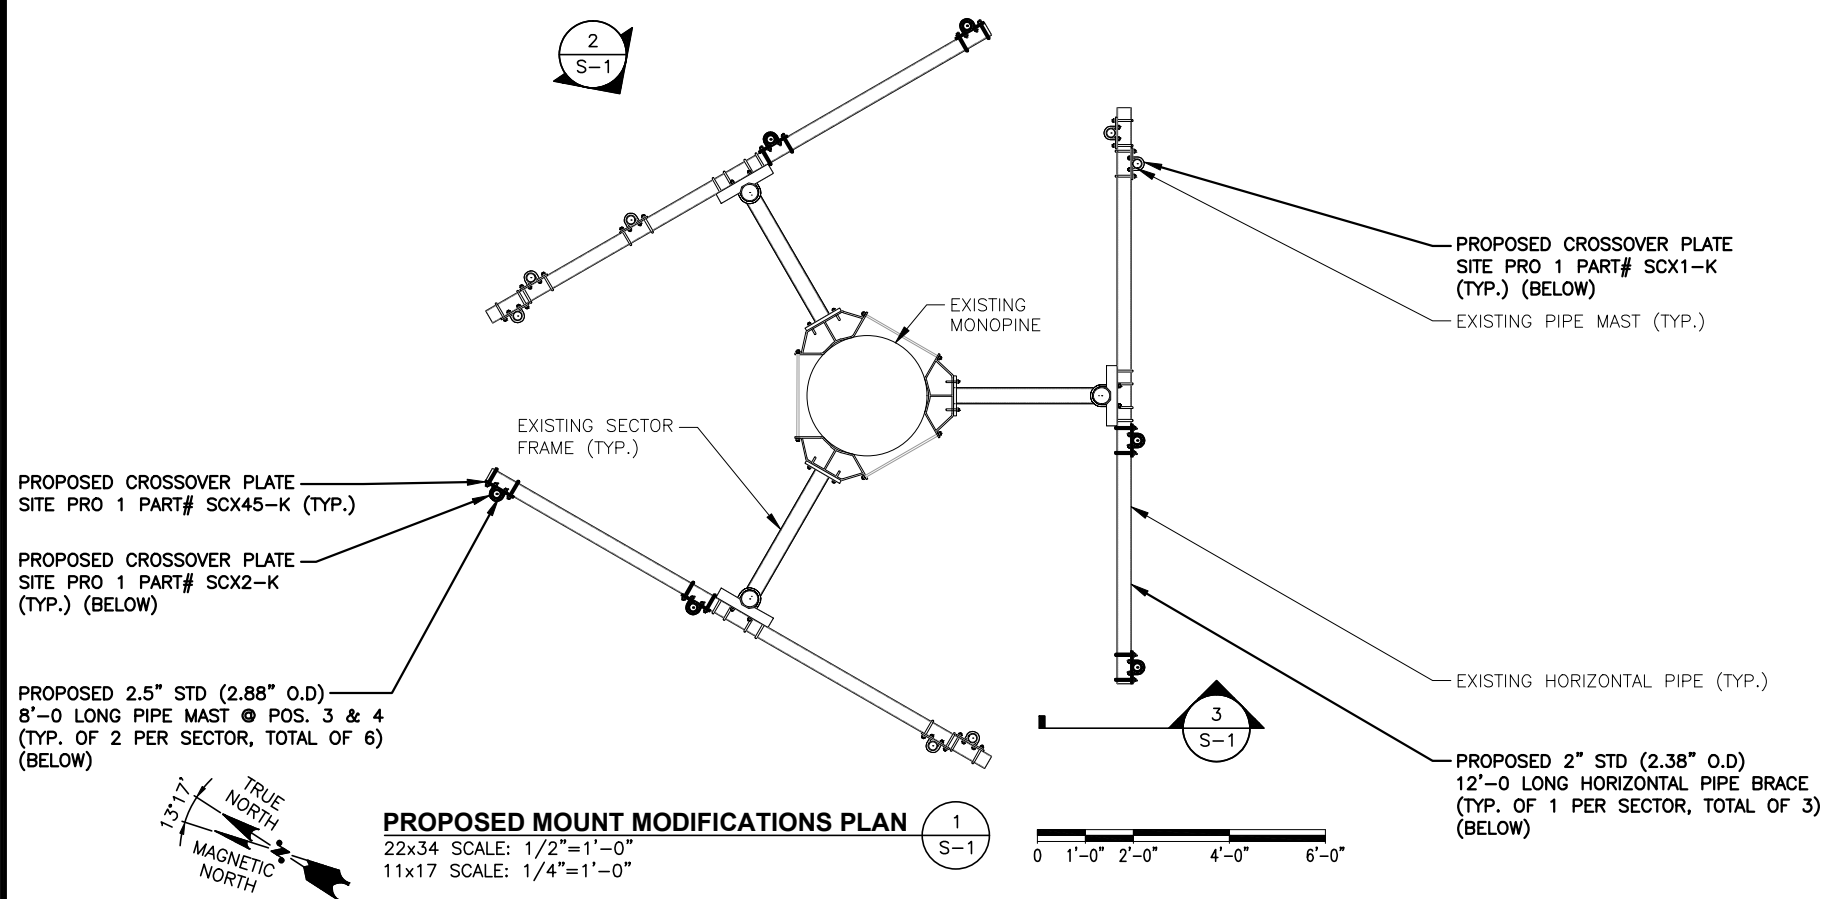 2
S-1
PROPOSED CROSSOVER PLATE
SITE PRO 1 PART# SCX1-K
(TYP.) (BELOW)
EXISTING PIPE MAST (TYP.)
EXISTING
MONOPINE
EXISTING SECTOR
FRAME (TYP.)
PROPOSED CROSSOVER PLATE
SITE PRO 1 PART# SCX45-K (TYP.)
PROPOSED CROSSOVER PLATE
SITE PRO 1 PART# SCX2-K
(TYP.) (BELOW)
PROPOSED 2.5" STD (2.88" O.D)
8'-0 LONG PIPE MAST @ POS. 3 & 4
(TYP. OF 2 PER SECTOR, TOTAL OF 6)
(BELOW)
EXISTING HORIZONTAL PIPE (TYP.)
3
S-1
PROPOSED 2" STD (2.38" O.D)
12'-0 LONG HORIZONTAL PIPE BRACE
(TYP. OF 1 PER SECTOR, TOTAL OF 3)
(BELOW)
13°17'
TRUE
NORTH
MAGNETIC
NORTH
PROPOSED MOUNT MODIFICATIONS PLAN
22x34 SCALE: 1/2"=1'-0"
11x17 SCALE: 1/4"=1'-0"
1
S-1
0 1'-0" 2'-0" 4'-0" 6'-0"